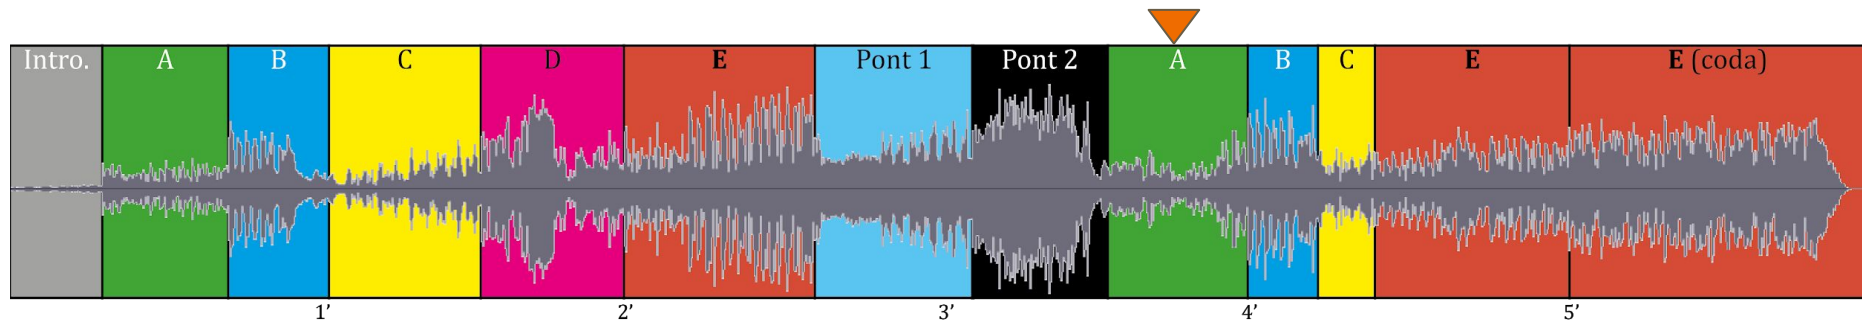 Intro. A B C D E Pont 1 Pont 2 A B C E E (coda)
1’ 2’ 3’ 4’ 5’